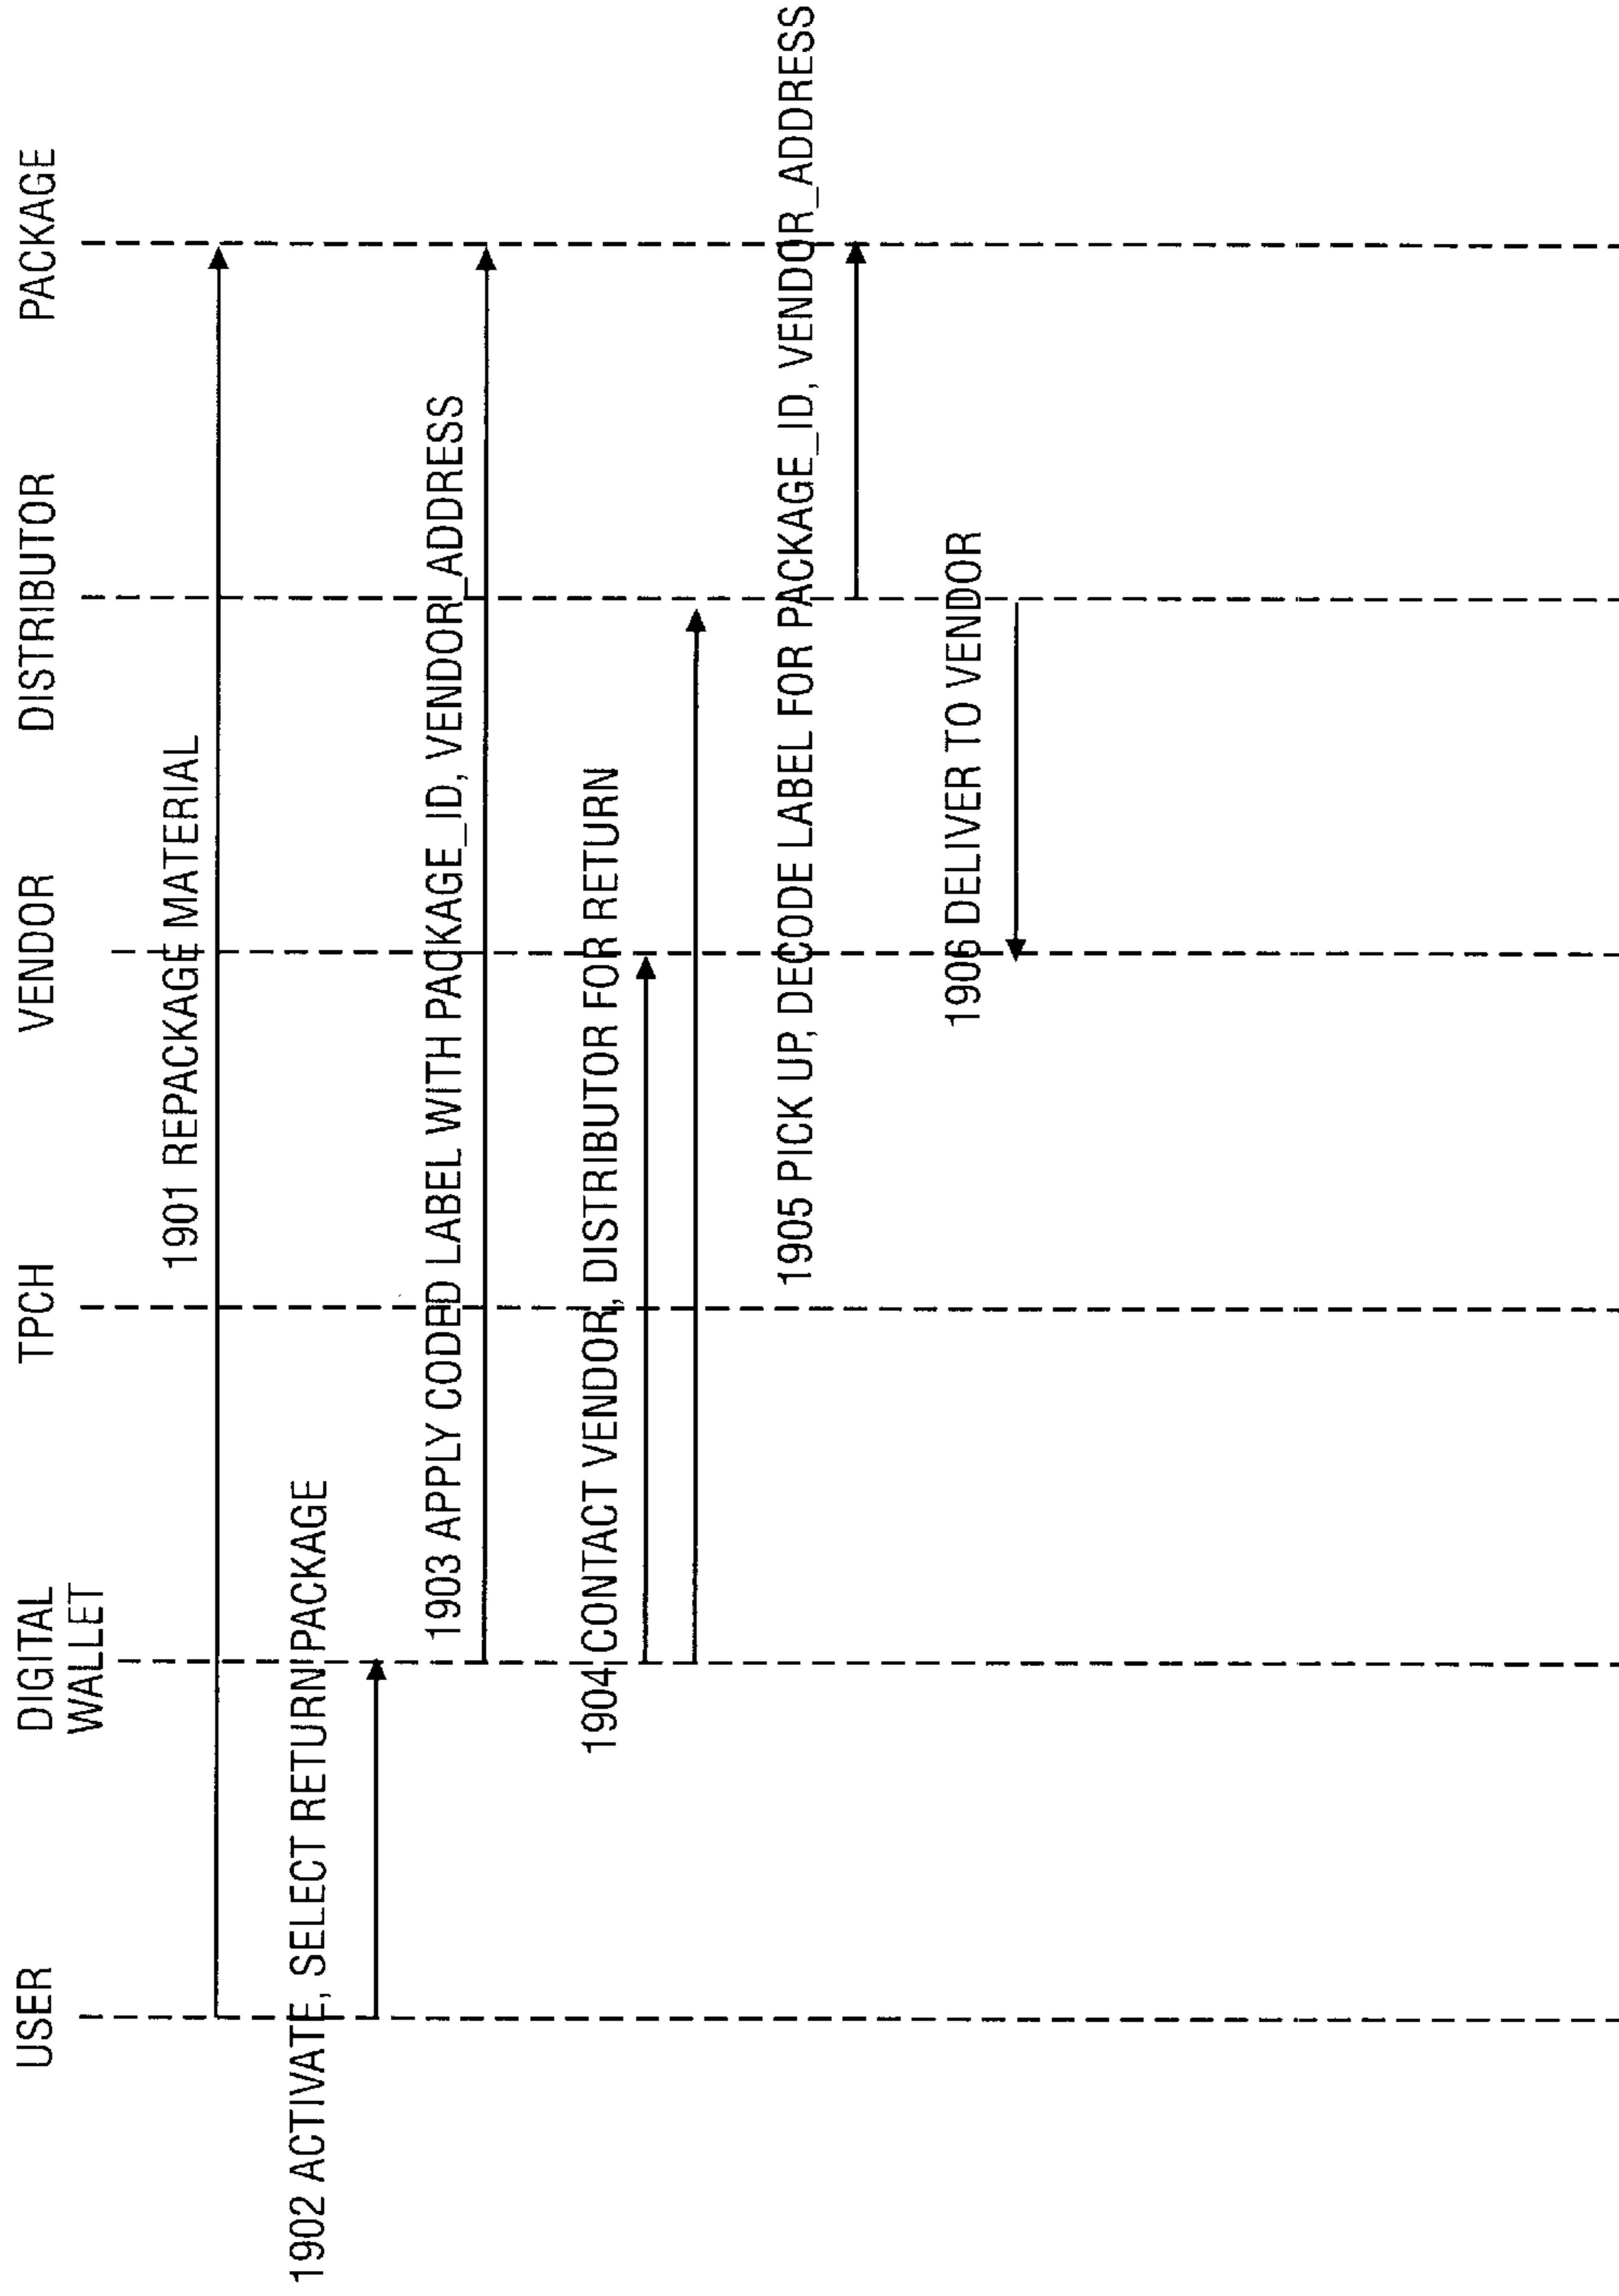 USER
DIGITAL
WALLET
TPCH
VENDOR
DISTRIBUTOR
PACKAGE
1901 REPACKAGE MATERIAL
1902 ACTIVATE, SELECT RETURN PACKAGE
1903 APPLY CODED LABEL WITH PACKAGE_ID, VENDOR_ADDRESS
1904 CONTACT VENDOR, DISTRIBUTOR FOR RETURN
1905 PICK UP, DECODE LABEL FOR PACKAGE_ID, VENDOR_ADDRESS
1906 DELIVER TO VENDOR